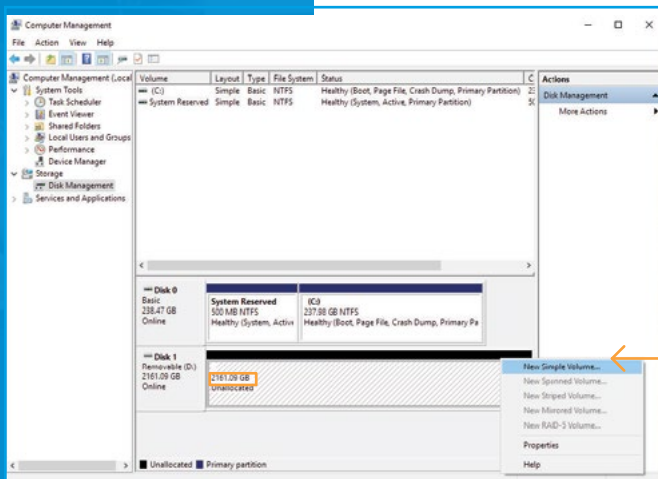 Computer Management
File Action View Help
Computer Management (Local
System Tools
Task Scheduler
Event Viewer
Shared Folders
Local Users and Groups
Performance
Device Manager
Storage
Disk Management
Services and Applications
Volume Layout Type File System Status C
(C:) Simple Basic NTFS Healthy (Boot, Page File, Crash Dump, Primary Partition) 23
System Reserved Simple Basic NTFS Healthy (System, Active, Primary Partition) 50
Actions
Disk Management
More Actions
Disk 0
Basic
238.47 GB
Online
System Reserved
500 MB NTFS
Healthy (System, Active
(C:)
237.98 GB NTFS
Healthy (Boot, Page File, Crash Dump, Primary Pa
Disk 1
Removable (D:)
2161.09 GB
Online
2161.09 GB
Unallocated
New Simple Volume...
New Spanned Volume...
New Striped Volume...
New Mirrored Volume...
New RAID-5 Volume...
Properties
Help
Unallocated Primary partition